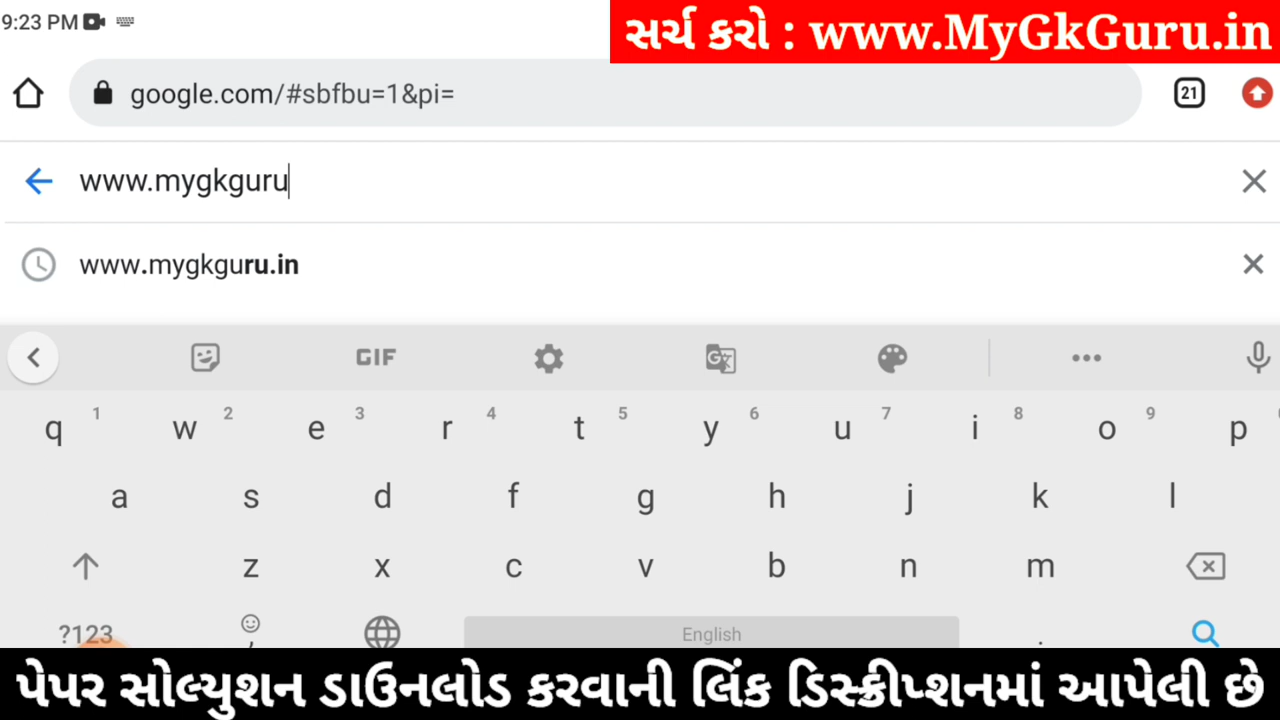 9:23 PM
સર્ચ કરો : www.MyGkGuru.in
google.com/#sbfbu=1&pi=
21
www.mygkguru
www.mygkguru.in
GIF
q 1 w 2 e 3 r 4 t 5 y 6 u 7 i 8 o 9 p
a s d f g h j k l
z x c v b n m
?123 , English .
પેપર સોલ્યુશન ડાઉનલોડ કરવાની લિંક ડિસ્ક્રીપ્શનમાં આપેલી છે